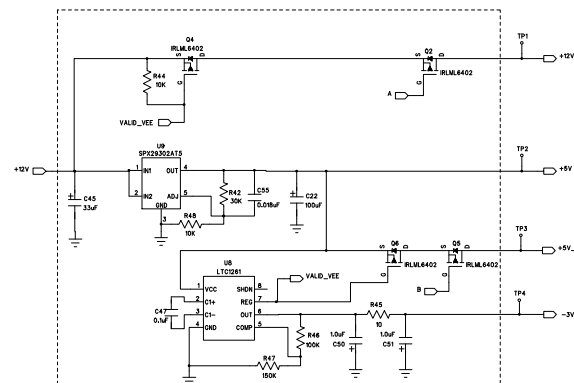 Q4
IRLML6402
S
D
G
R44
10K
VALID_VEE
Q2
IRLML6402
S
D
G
A
TP1
+12V
+12V
C45
33uF
U9
SPX29302AT5
1
IN1
OUT
4
2
IN2
ADJ
5
GND
3
R48
10K
R42
30K
C55
0.018uF
C22
100uF
TP2
+5V
TP3
+5V_
Q6
IRLML6402
S
D
G
Q5
IRLML6402
S
D
G
B
VALID_VEE
U8
LTC1261
1
VCC
SHDN
8
2
C1+
REG
7
3
C1-
OUT
6
4
GND
COMP
5
C47
0.1uF
R46
100K
R47
150K
1.0uF
C50
R45
10
1.0uF
C51
TP4
-3V